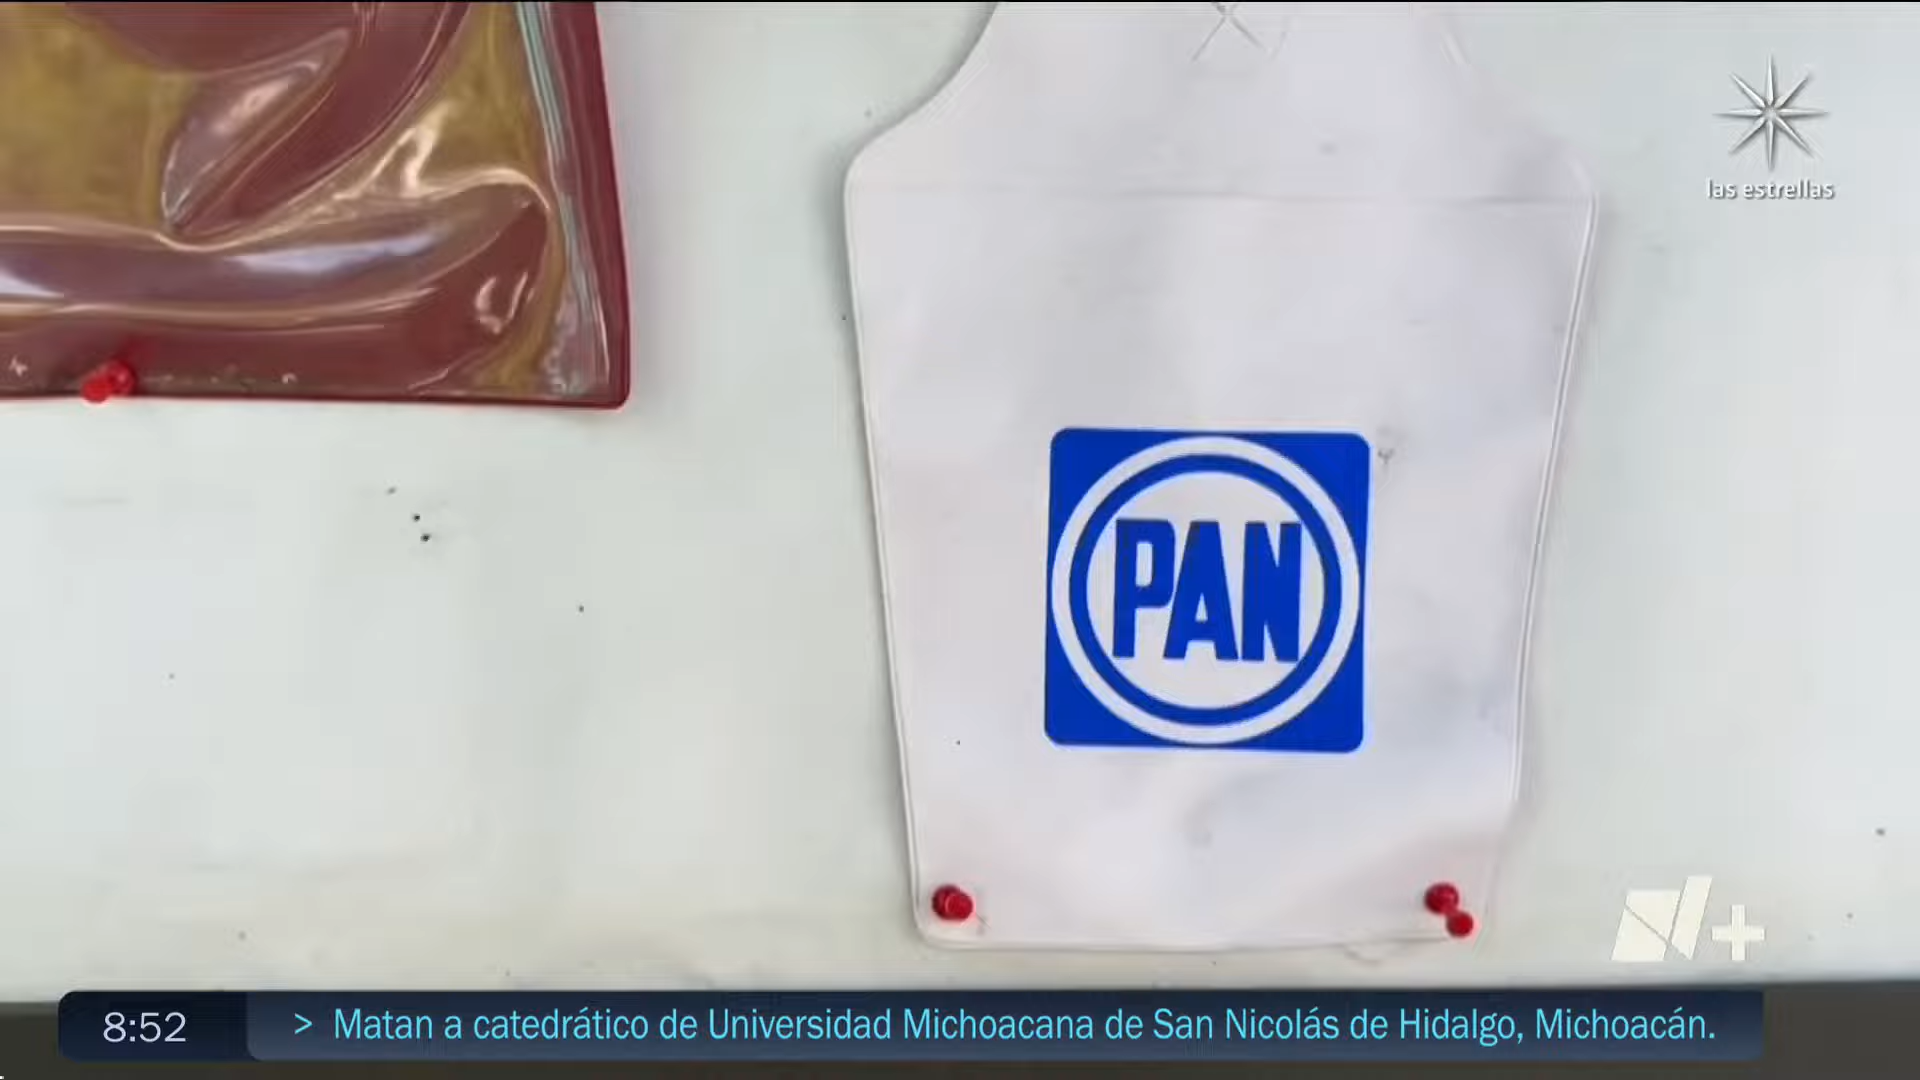 las estrellas
PAN
N+
8:52
> Matan a catedrático de Universidad Michoacana de San Nicolás de Hidalgo, Michoacán.